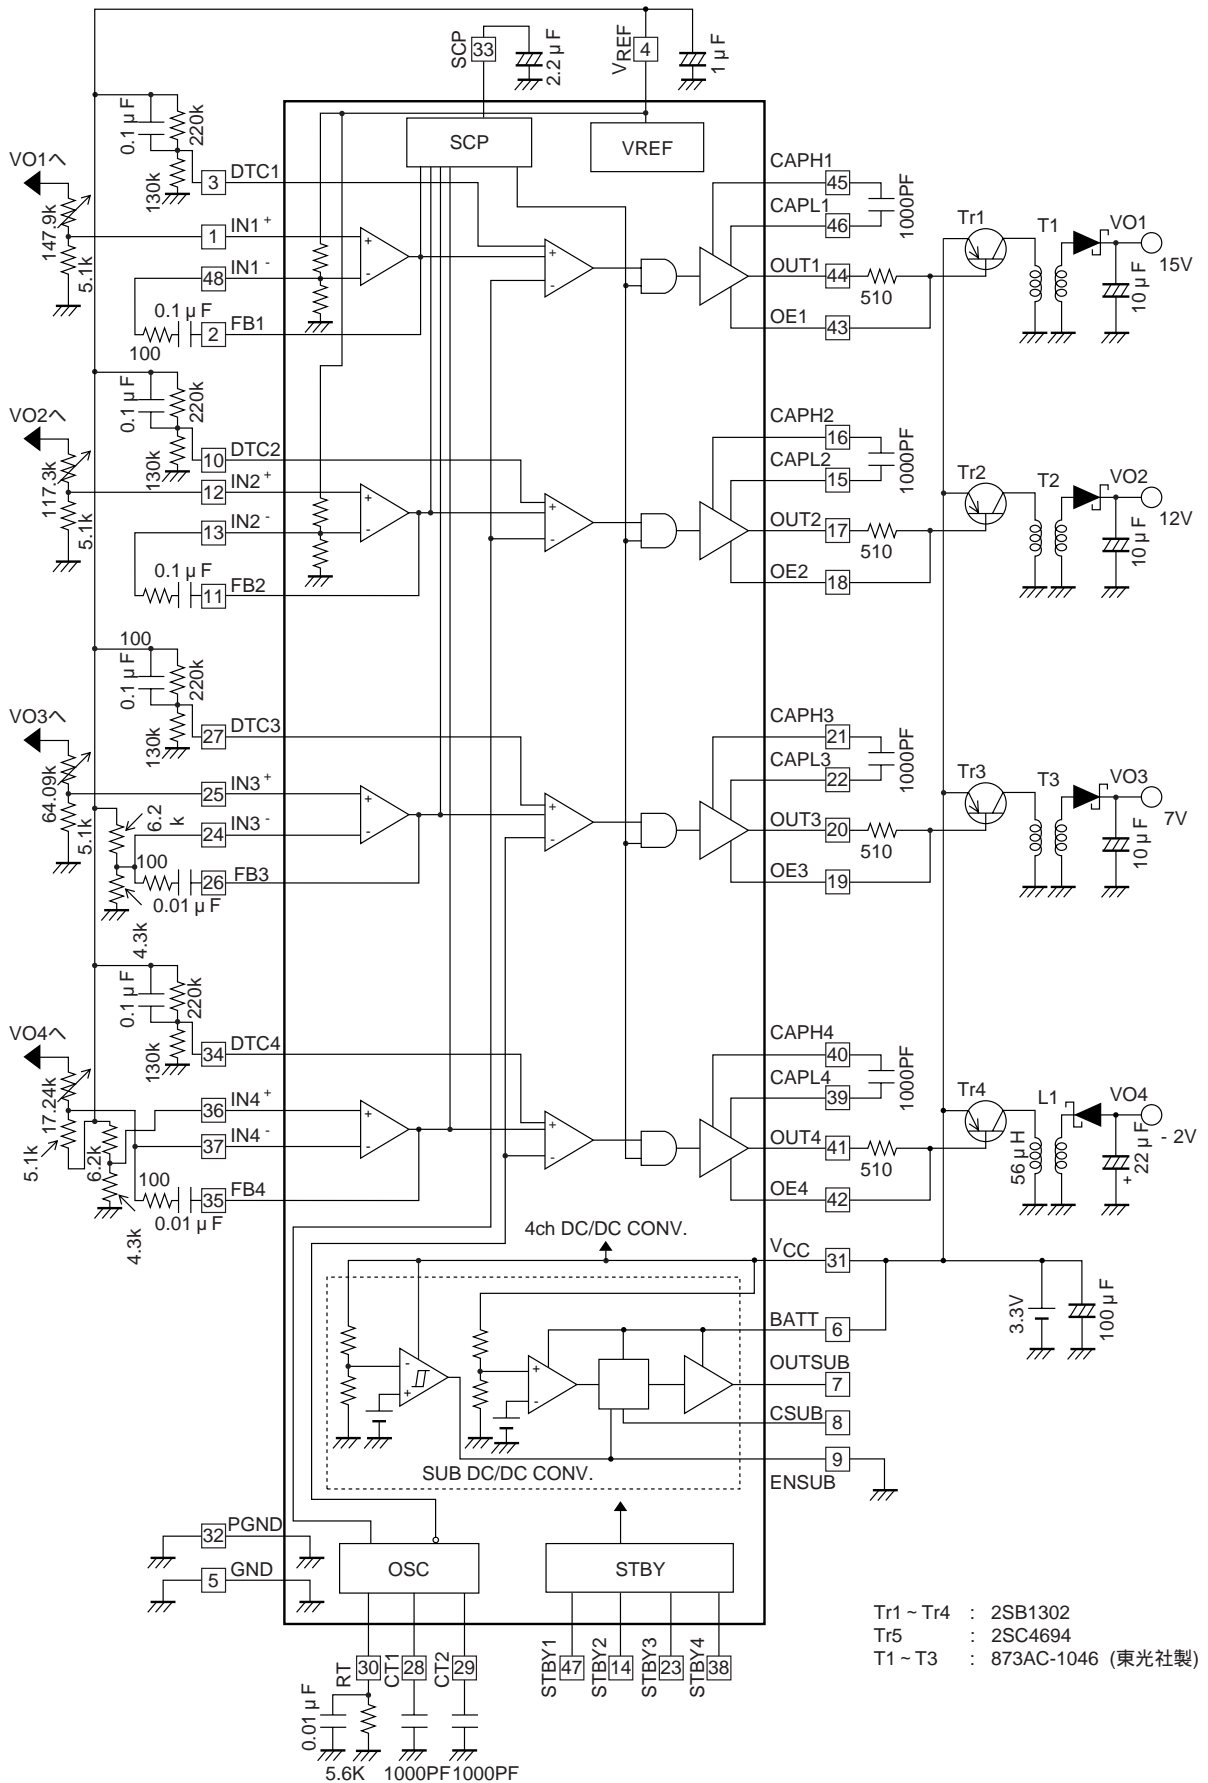 SCP
33
2.2 μF
VREF
4
1 μF
0.1 μF
220k
130k
VO1へ
147.9k
5.1k
3
DTC1
1
IN1 +
48
IN1 -
0.1 μF
2
FB1
100
SCP
VREF
CAPH1
45
CAPL1
46
1000PF
OUT1
44
510
OE1
43
Tr1
T1
VO1
15V
10 μF
0.1 μF
220k
130k
VO2へ
117.3k
5.1k
10
DTC2
12
IN2 +
13
IN2 -
0.1 μF
11
FB2
100
CAPH2
16
CAPL2
15
1000PF
OUT2
17
510
OE2
18
Tr2
T2
VO2
12V
10 μF
0.1 μF
220k
130k
VO3へ
64.09k
5.1k
6.2
k
27
DTC3
25
IN3 +
24
IN3 -
100
26
FB3
0.01 μF
4.3k
CAPH3
21
CAPL3
22
1000PF
OUT3
20
510
OE3
19
Tr3
T3
VO3
7V
10 μF
0.1 μF
220k
130k
VO4へ
17.24k
5.1k
6.2k
34
DTC4
36
IN4 +
37
IN4 -
100
35
FB4
0.01 μF
4.3k
CAPH4
40
CAPL4
39
1000PF
OUT4
41
510
OE4
42
Tr4
L1
56 μH
VO4
- 2V
22 μF
+
4ch DC/DC CONV.
VCC
31
3.3V
100 μF
BATT
6
OUTSUB
7
CSUB
8
9
ENSUB
SUB DC/DC CONV.
32
PGND
5
GND
OSC
STBY
RT
30
CT1
28
CT2
29
STBY1
47
STBY2
14
STBY3
23
STBY4
38
0.01 μF
5.6K
1000PF
1000PF
Tr1 ~ Tr4 : 2SB1302
Tr5 : 2SC4694
T1 ~ T3 : 873AC-1046 (東光社製)